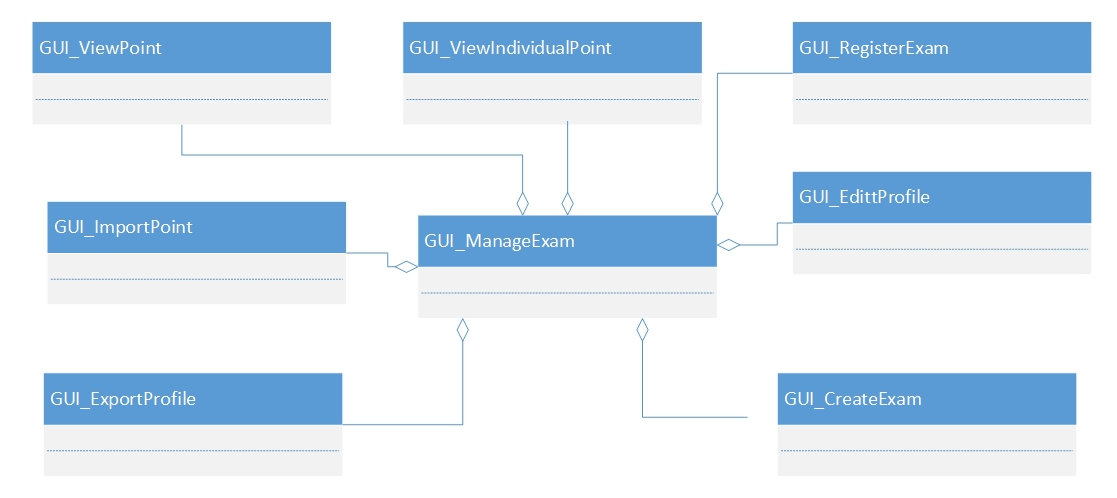 GUI_ViewPoint
GUI_ViewIndividualPoint
GUI_RegisterExam
GUI_EdittProfile
GUI_ImportPoint
GUI_ManageExam
GUI_ExportProfile
GUI_CreateExam